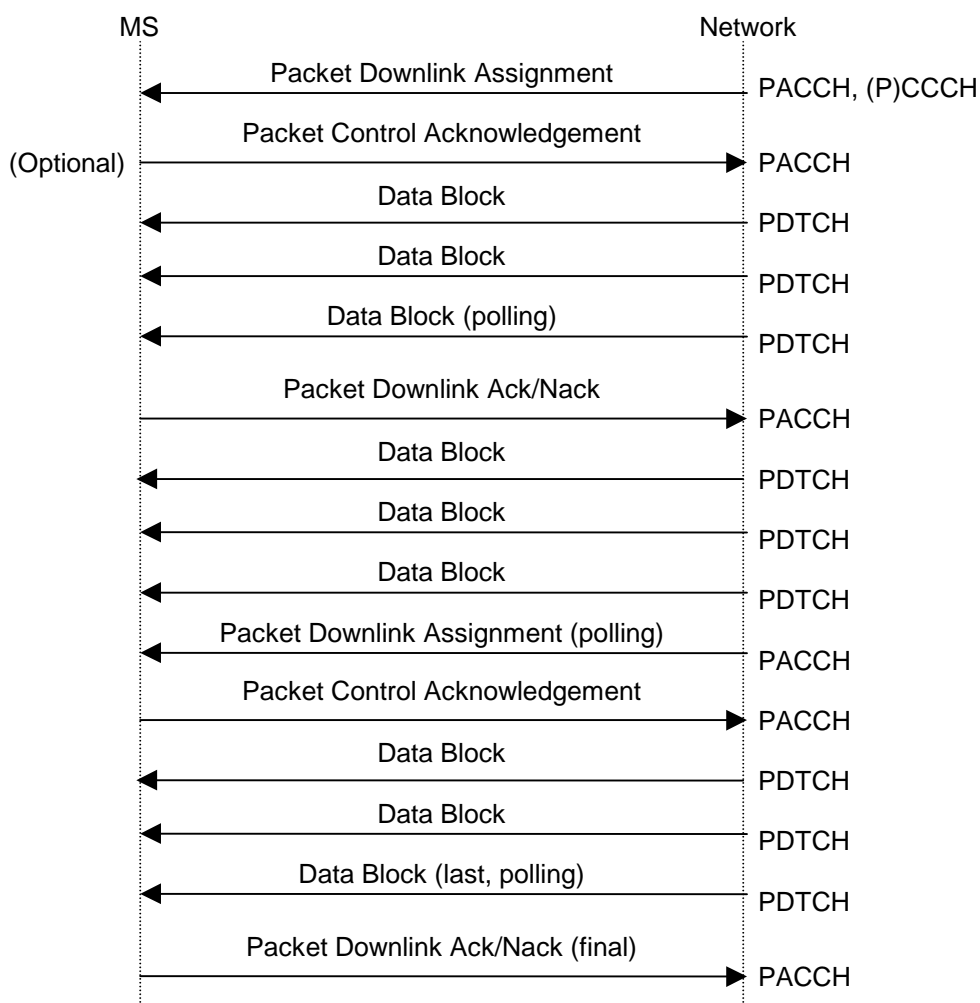 MS Network
Packet Downlink Assignment PACCH, (P)CCCH
Packet Control Acknowledgement
(Optional) PACCH
Data Block PDTCH
Data Block PDTCH
Data Block (polling) PDTCH
Packet Downlink Ack/Nack PACCH
Data Block PDTCH
Data Block PDTCH
Data Block PDTCH
Packet Downlink Assignment (polling) PACCH
Packet Control Acknowledgement PACCH
Data Block PDTCH
Data Block PDTCH
Data Block (last, polling) PDTCH
Packet Downlink Ack/Nack (final) PACCH